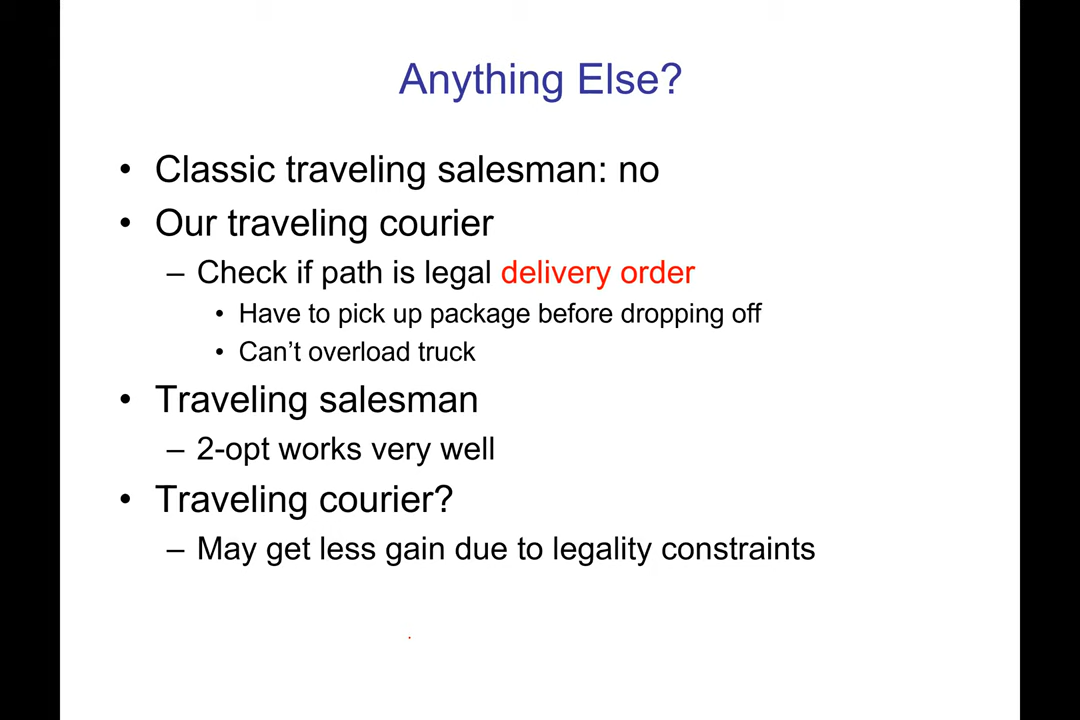 Anything Else?
• Classic traveling salesman: no
• Our traveling courier
– Check if path is legal delivery order
• Have to pick up package before dropping off
• Can’t overload truck
• Traveling salesman
– 2-opt works very well
• Traveling courier?
– May get less gain due to legality constraints